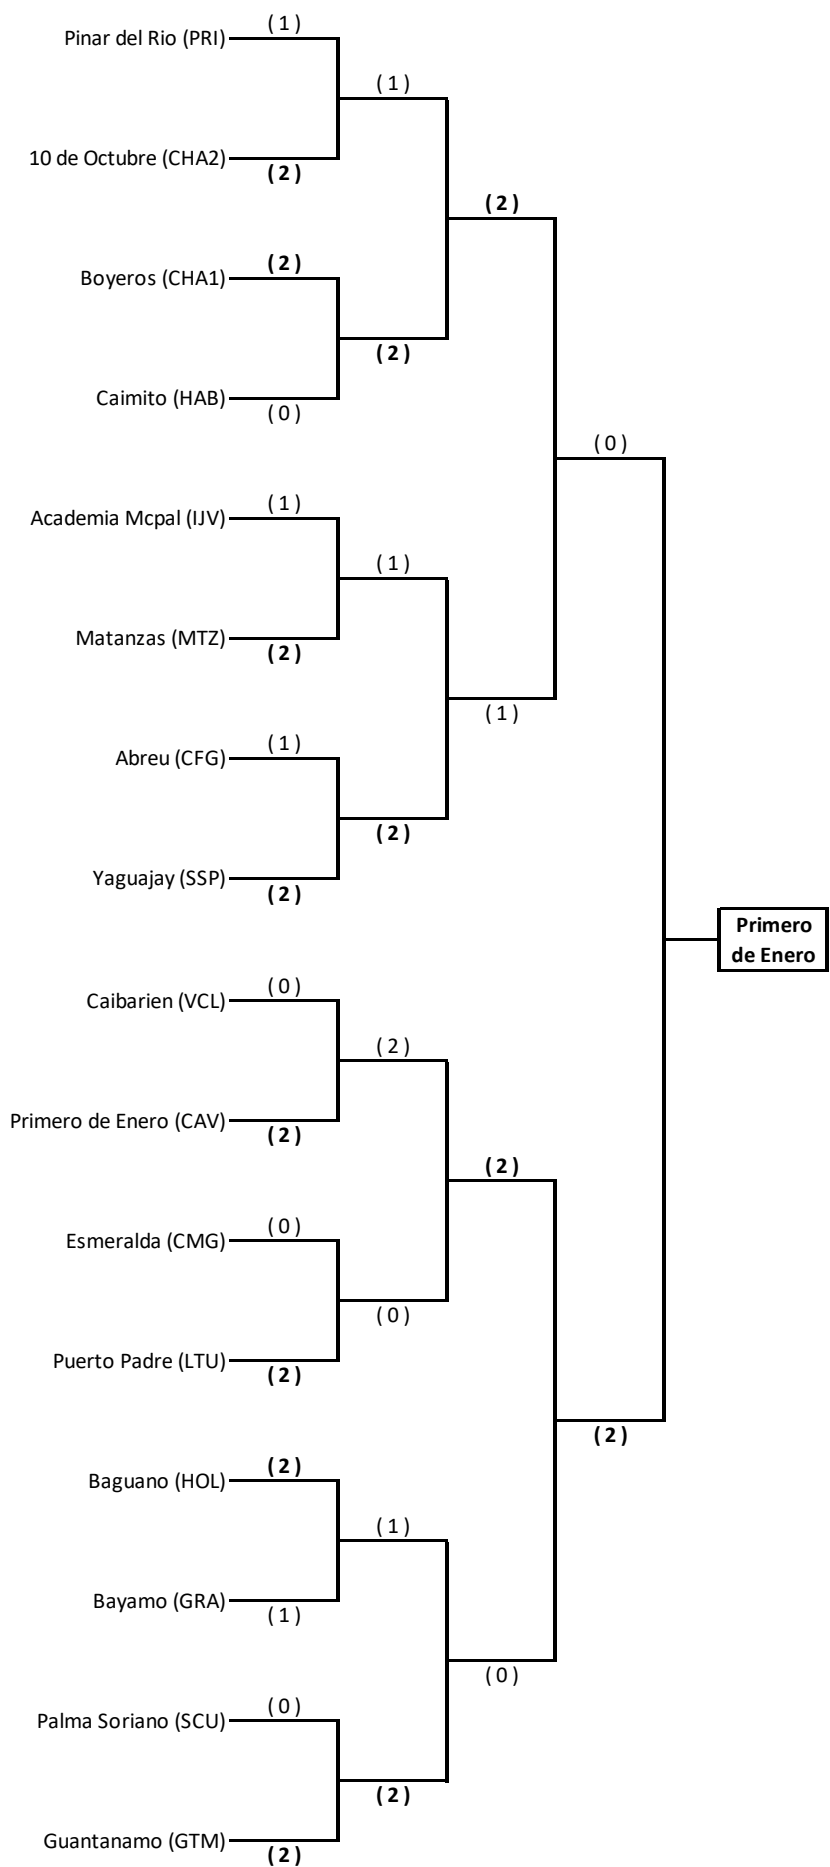 ( 1 )
Pinar del Rio (PRI)
( 1 )
10 de Octubre (CHA2)
( 2 )
( 2 )
( 2 )
Boyeros (CHA1)
( 2 )
Caimito (HAB)
( 0 )
( 0 )
( 1 )
Academia Mcpal (IJV)
( 1 )
Matanzas (MTZ)
( 2 )
( 1 )
( 1 )
Abreu (CFG)
( 2 )
Yaguajay (SSP)
( 2 )
Primero
de Enero
( 0 )
Caibarien (VCL)
( 2 )
Primero de Enero (CAV)
( 2 )
( 2 )
( 0 )
Esmeralda (CMG)
( 0 )
Puerto Padre (LTU)
( 2 )
( 2 )
( 2 )
Baguano (HOL)
( 1 )
Bayamo (GRA)
( 1 )
( 0 )
( 0 )
Palma Soriano (SCU)
( 2 )
Guantanamo (GTM)
( 2 )